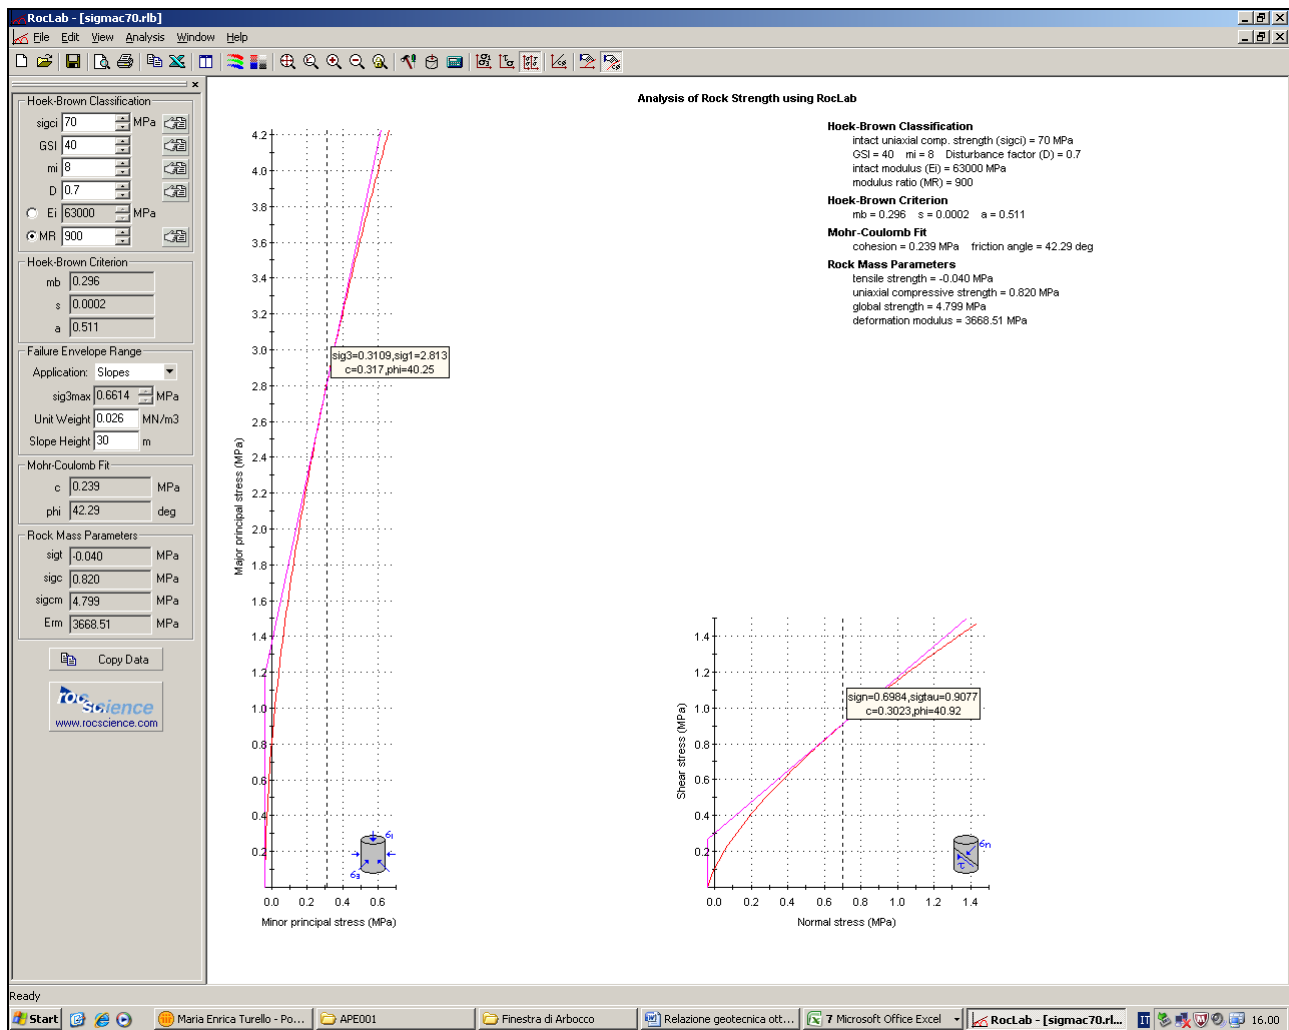 RocLab - [sigmac70.rlb]
File Edit View Analysis Window Help
Hoek-Brown Classification
sigci 70 MPa
GSI 40
mi 8
D 0.7
Ei 63000 MPa
MR 900
Hoek-Brown Criterion
mb 0.296
s 0.0002
a 0.511
Failure Envelope Range
Application: Slopes
sig3max 0.6614 MPa
Unit Weight 0.026 MN/m3
Slope Height 30 m
Mohr-Coulomb Fit
c 0.239 MPa
phi 42.29 deg
Rock Mass Parameters
sigt -0.040 MPa
sigc 0.820 MPa
sigcm 4.799 MPa
Erm 3668.51 MPa
Copy Data
rocscience
www.rocscience.com
Analysis of Rock Strength using RocLab
Hoek-Brown Classification
intact uniaxial comp. strength (sigci) = 70 MPa
GSI = 40 mi = 8 Disturbance factor (D) = 0.7
intact modulus (Ei) = 63000 MPa
modulus ratio (MR) = 900
Hoek-Brown Criterion
mb = 0.296 s = 0.0002 a = 0.511
Mohr-Coulomb Fit
cohesion = 0.239 MPa friction angle = 42.29 deg
Rock Mass Parameters
tensile strength = -0.040 MPa
uniaxial compressive strength = 0.820 MPa
global strength = 4.799 MPa
deformation modulus = 3668.51 MPa
4.2
4.0
3.8
3.6
3.4
3.2
3.0
2.8
2.6
2.4
2.2
2.0
1.8
1.6
1.4
1.2
1.0
0.8
0.6
0.4
0.2
Major principal stress (MPa)
sig3=0.3109,sig1=2.813
c=0.317,phi=40.25
σ1
σ3
0.0 0.2 0.4 0.6
Minor principal stress (MPa)
1.4
1.2
1.0
0.8
0.6
0.4
0.2
Shear stress (MPa)
sign=0.6984,sigtau=0.9077
c=0.3023,phi=40.92
σn
τ
0.0 0.2 0.4 0.6 0.8 1.0 1.2 1.4
Normal stress (MPa)
Ready
Start Maria Enrica Turello - Po... APE001 Finestra di Arbocco Relazione geotecnica ott... 7 Microsoft Office Excel RocLab - [sigmac70.rl... IT 16.00